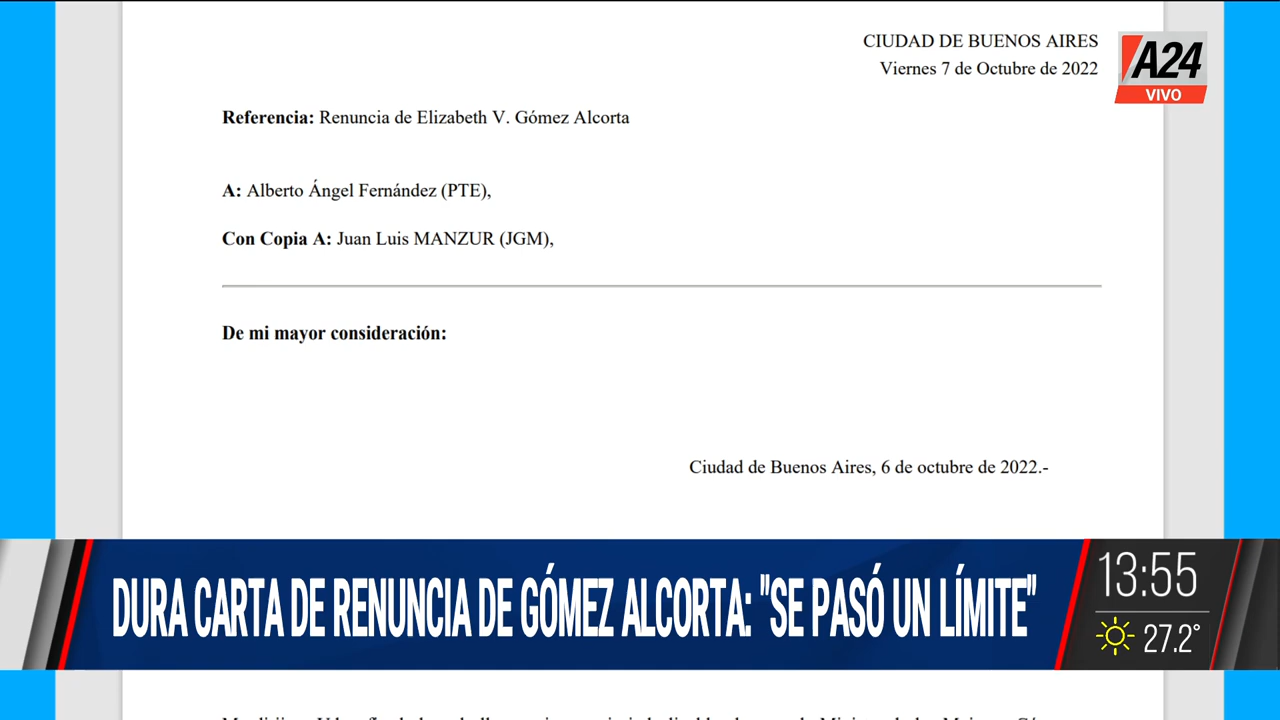 CIUDAD DE BUENOS AIRES
Viernes 7 de Octubre de 2022
A24
VIVO
Referencia: Renuncia de Elizabeth V. Gómez Alcorta
A: Alberto Ángel Fernández (PTE),
Con Copia A: Juan Luis MANZUR (JGM),
De mi mayor consideración:
Ciudad de Buenos Aires, 6 de octubre de 2022.-
DURA CARTA DE RENUNCIA DE GÓMEZ ALCORTA: "SE PASÓ UN LÍMITE"
13:55
27.2°